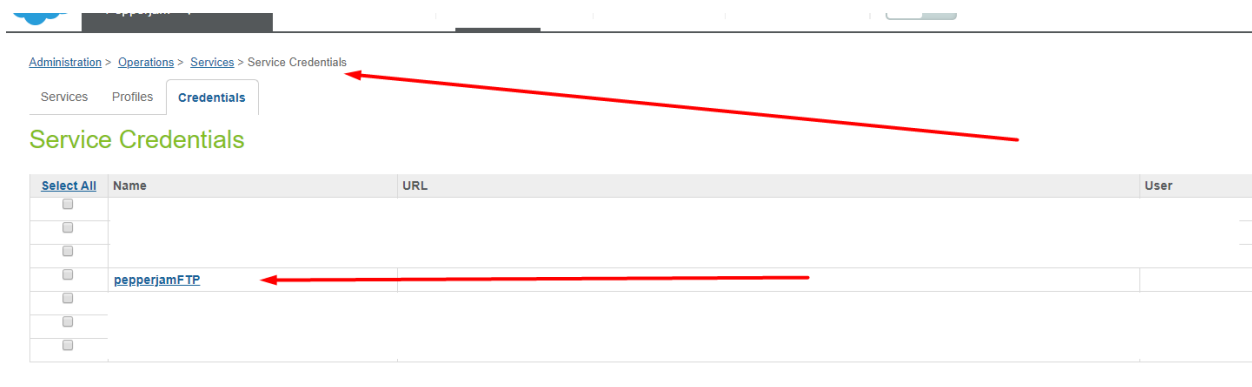 Administration > Operations > Services > Service Credentials
Services Profiles Credentials
Service Credentials
Select All Name URL User
pepperjamFTP